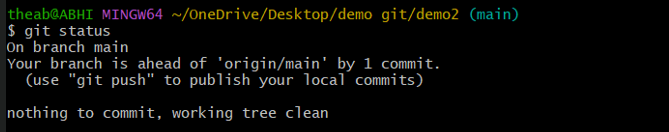 theab@ABHI MINGW64 ~/OneDrive/Desktop/demo git/demo2 (main)
$ git status
On branch main
Your branch is ahead of 'origin/main' by 1 commit.
  (use "git push" to publish your local commits)

nothing to commit, working tree clean